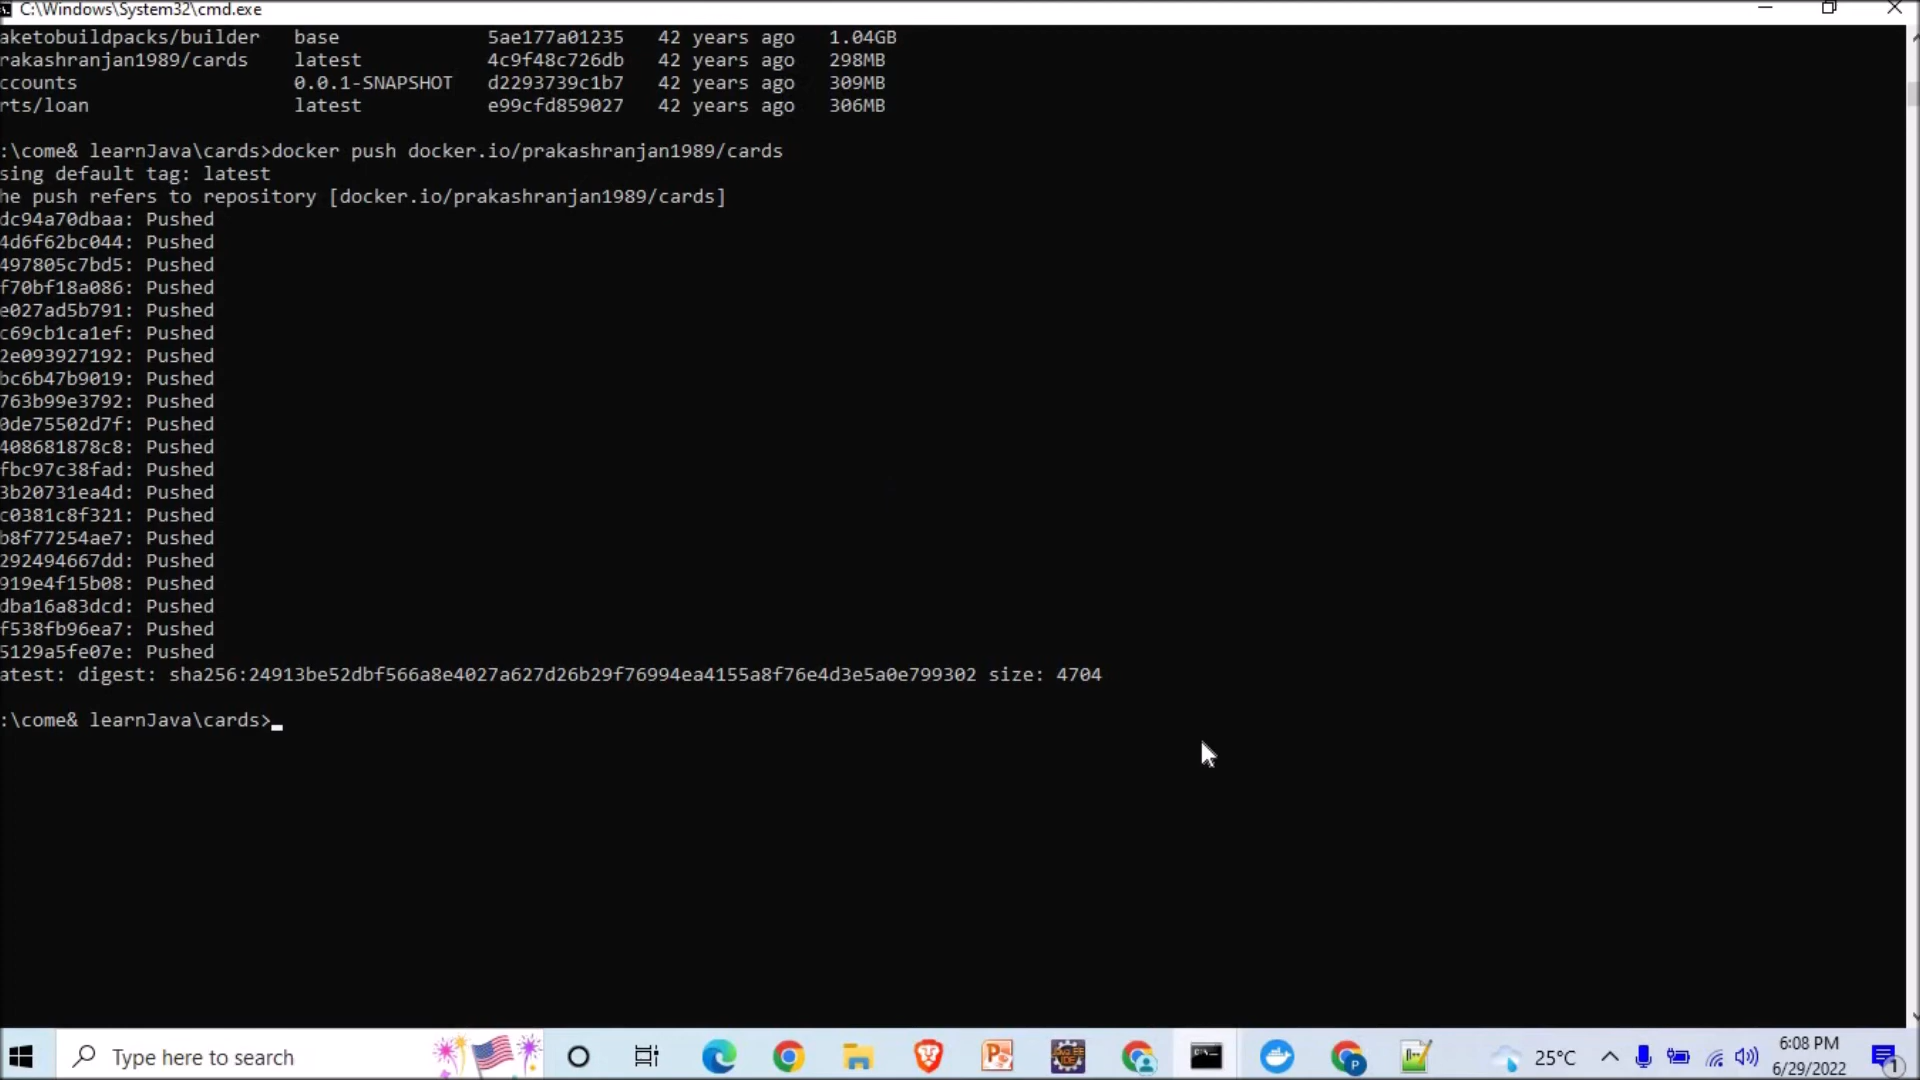 C:\Windows\System32\cmd.exe
aketobuildpacks/builder base 5ae177a01235 42 years ago 1.04GB
rakashranjan1989/cards latest 4c9f48c726db 42 years ago 298MB
ccounts 0.0.1-SNAPSHOT d2293739c1b7 42 years ago 309MB
rts/loan latest e99cfd859027 42 years ago 306MB
:\come& learnJava\cards>docker push docker.io/prakashranjan1989/cards
sing default tag: latest
he push refers to repository [docker.io/prakashranjan1989/cards]
dc94a70dbaa: Pushed
4d6f62bc044: Pushed
497805c7bd5: Pushed
f70bf18a086: Pushed
e027ad5b791: Pushed
c69cb1ca1ef: Pushed
2e093927192: Pushed
bc6b47b9019: Pushed
763b99e3792: Pushed
0de75502d7f: Pushed
408681878c8: Pushed
fbc97c38fad: Pushed
3b20731ea4d: Pushed
c0381c8f321: Pushed
b8f77254ae7: Pushed
292494667dd: Pushed
919e4f15b08: Pushed
dba16a83dcd: Pushed
f538fb96ea7: Pushed
5129a5fe07e: Pushed
atest: digest: sha256:24913be52dbf566a8e4027a627d26b29f76994ea4155a8f76e4d3e5a0e799302 size: 4704
:\come& learnJava\cards>
Type here to search
25°C
6:08 PM
6/29/2022
1